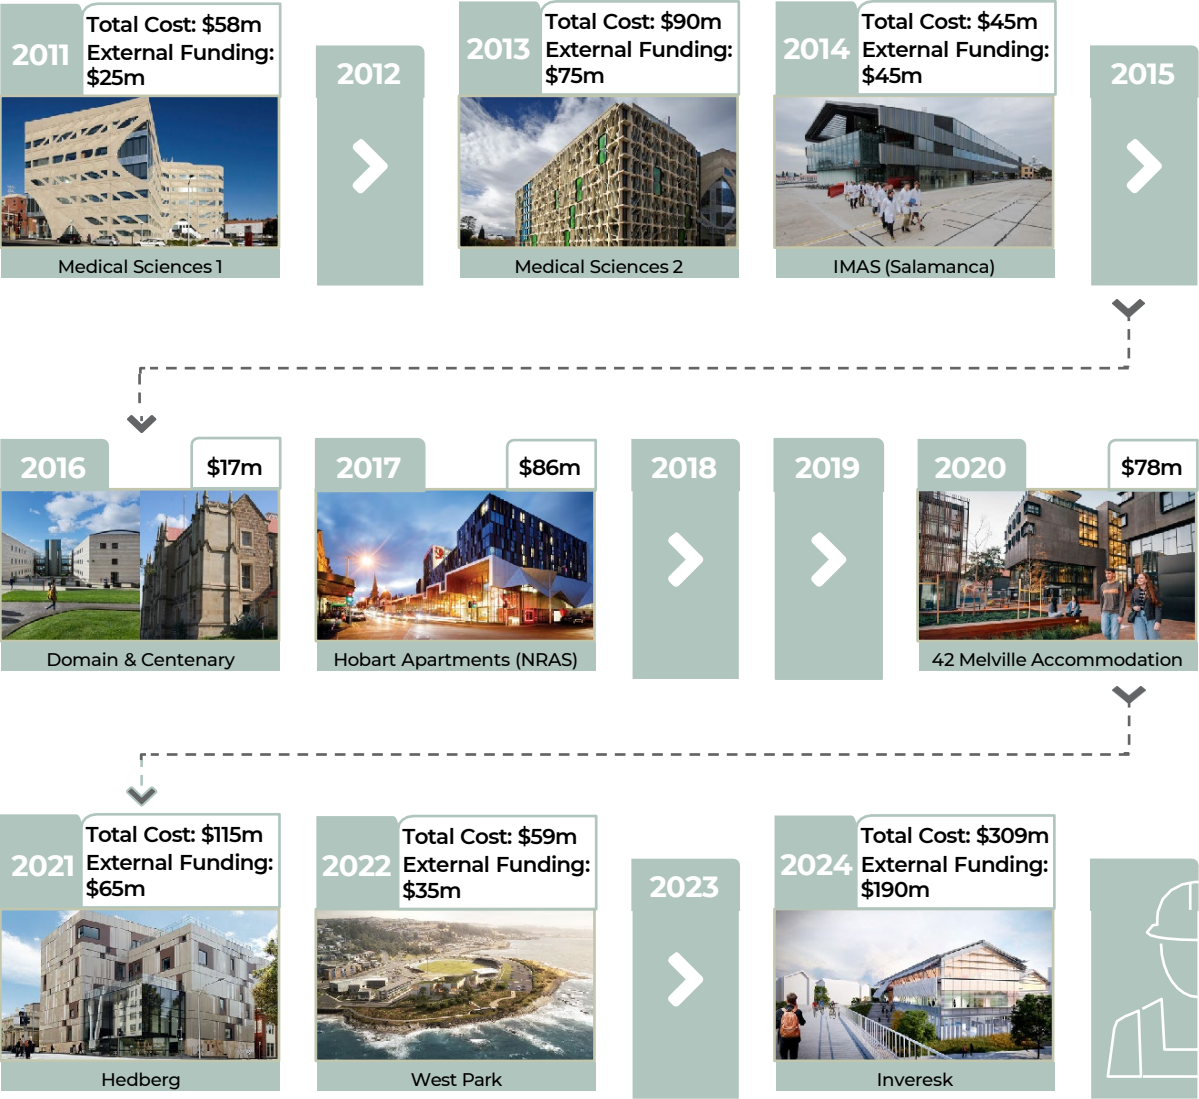 2011
Total Cost: $58m
External Funding:
$25m
Medical Sciences 1
2012
2013
Total Cost: $90m
External Funding:
$75m
Medical Sciences 2
2014
Total Cost: $45m
External Funding:
$45m
IMAS (Salamanca)
2015
2016
$17m
Domain & Centenary
2017
$86m
Hobart Apartments (NRAS)
2018
2019
2020
$78m
42 Melville Accommodation
2021
Total Cost: $115m
External Funding:
$65m
Hedberg
2022
Total Cost: $59m
External Funding:
$35m
West Park
2023
2024
Total Cost: $309m
External Funding:
$190m
Inveresk